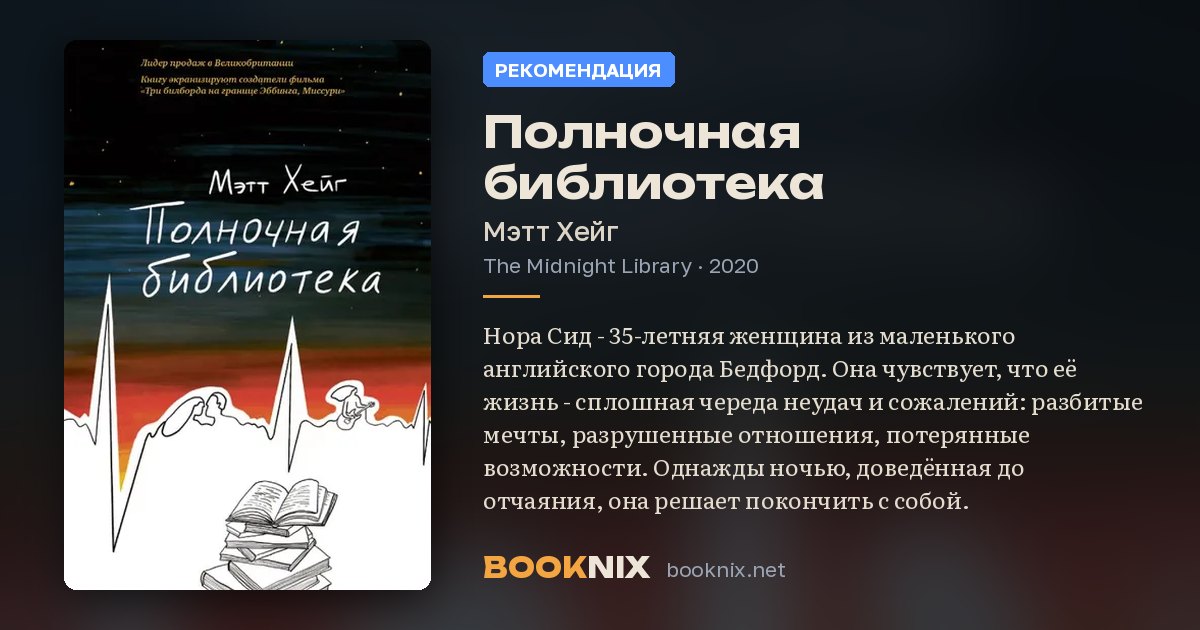 Лидер продаж в Великобритании
Книгу экранизируют создатели фильма
«Три билборда на границе Эббинга, Миссури»
Мэтт Хейг
Полночная
библиотека
РЕКОМЕНДАЦИЯ
Полночная
библиотека
Мэтт Хейг
The Midnight Library · 2020
Нора Сид - 35-летняя женщина из маленького
английского города Бедфорд. Она чувствует, что её
жизнь - сплошная череда неудач и сожалений: разбитые
мечты, разрушенные отношения, потерянные
возможности. Однажды ночью, доведённая до
отчаяния, она решает покончить с собой.
BOOKNIX booknix.net